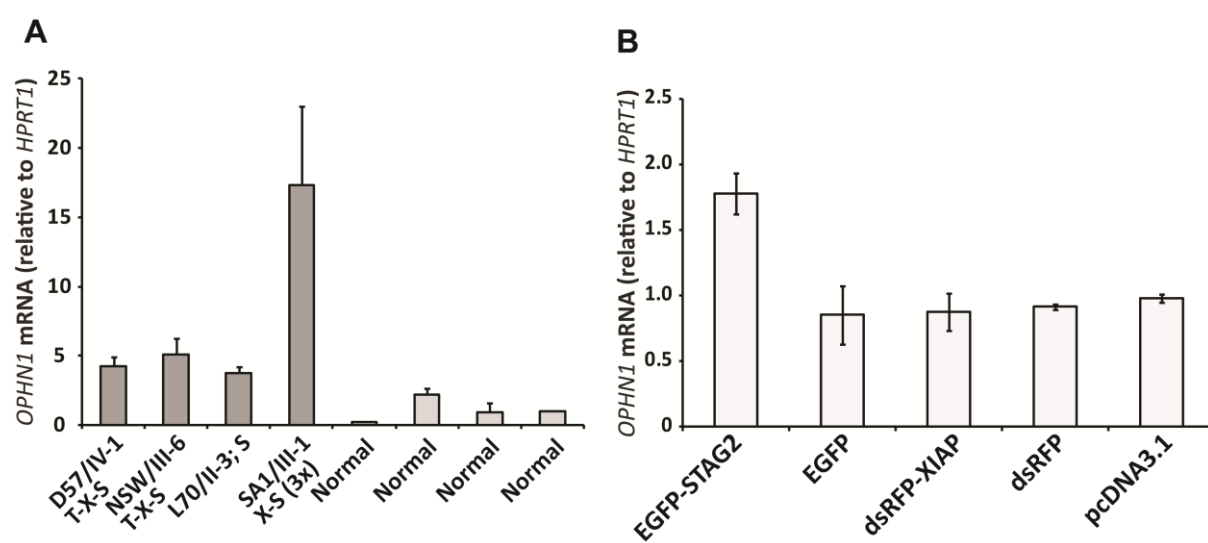 A
OPHN1 mRNA (relative to HPRT1)
25
20
15
10
5
0
D57/IV-1
T-X-S
NSW/III-6
T-X-S
L70/II-3; S
SA1/III-1
X-S (3x)
Normal
Normal
Normal
Normal
B
OPHN1 mRNA (relative to HPRT1)
2.5
2.0
1.5
1.0
0.5
0
EGFP-STAG2
EGFP
dsRFP-XIAP
dsRFP
pcDNA3.1